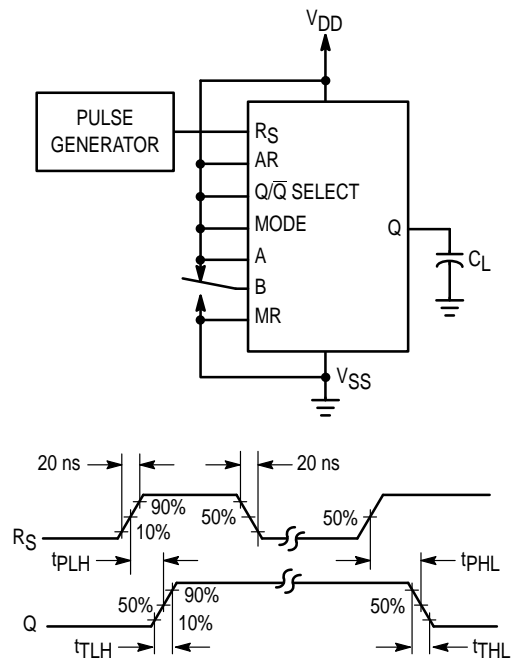 VDD
PULSE
GENERATOR
RS
AR
Q/Q̅ SELECT
MODE
A
B
MR
Q
CL
VSS
20 ns
20 ns
90%
10%
50%
50%
RS
tPLH
tPHL
90%
50%
10%
50%
Q
tTLH
tTHL